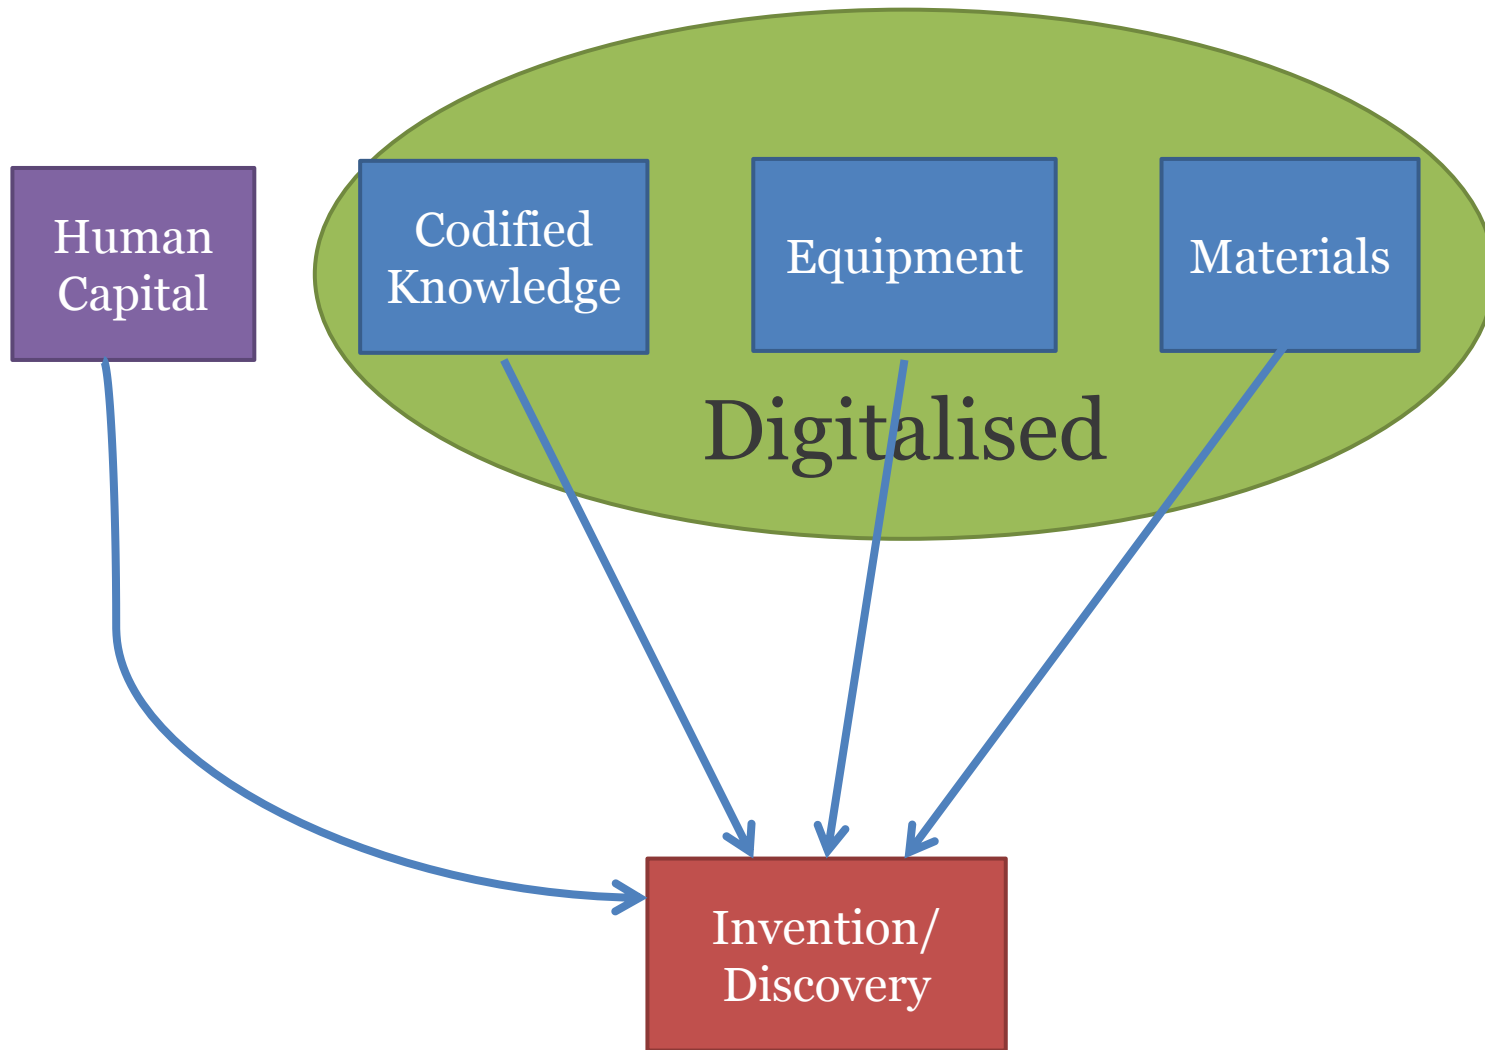 Human
Capital
Codified
Knowledge
Equipment
Materials
Digitalised
Invention/
Discovery